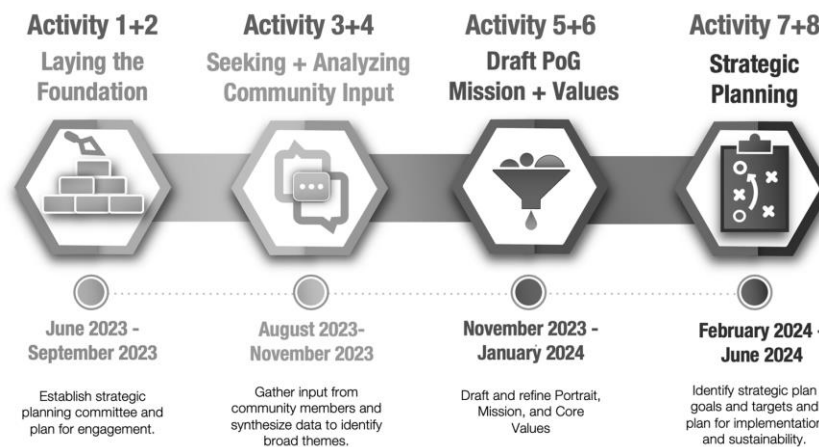 Activity 1+2
Laying the
Foundation
June 2023 -
September 2023
Establish strategic
planning committee and
plan for engagement.
Activity 3+4
Seeking + Analyzing
Community Input
August 2023-
November 2023
Gather input from
community members and
synthesize data to identify
broad themes.
Activity 5+6
Draft PoG
Mission + Values
November 2023 -
January 2024
Draft and refine Portrait,
Mission, and Core
Values
Activity 7+8
Strategic
Planning
February 2024 -
June 2024
Identify strategic plan
goals and targets and
plan for implementation
and sustainability.